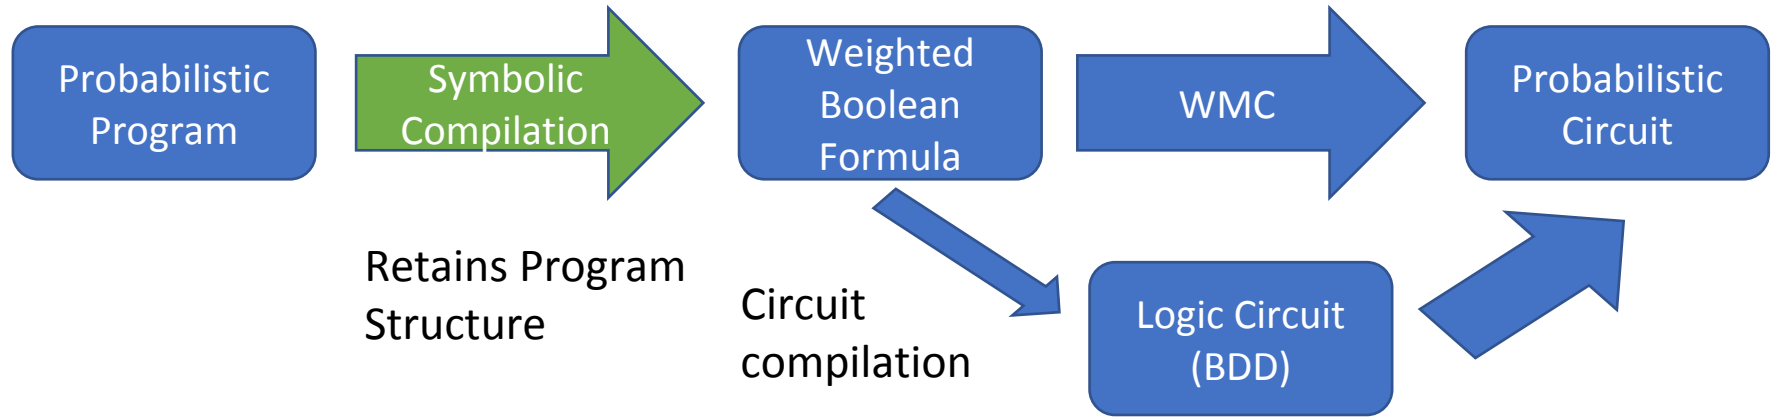 Probabilistic
Program
Symbolic
Compilation
Weighted
Boolean
Formula
WMC
Probabilistic
Circuit
Retains Program
Structure
Circuit
compilation
Logic Circuit
(BDD)